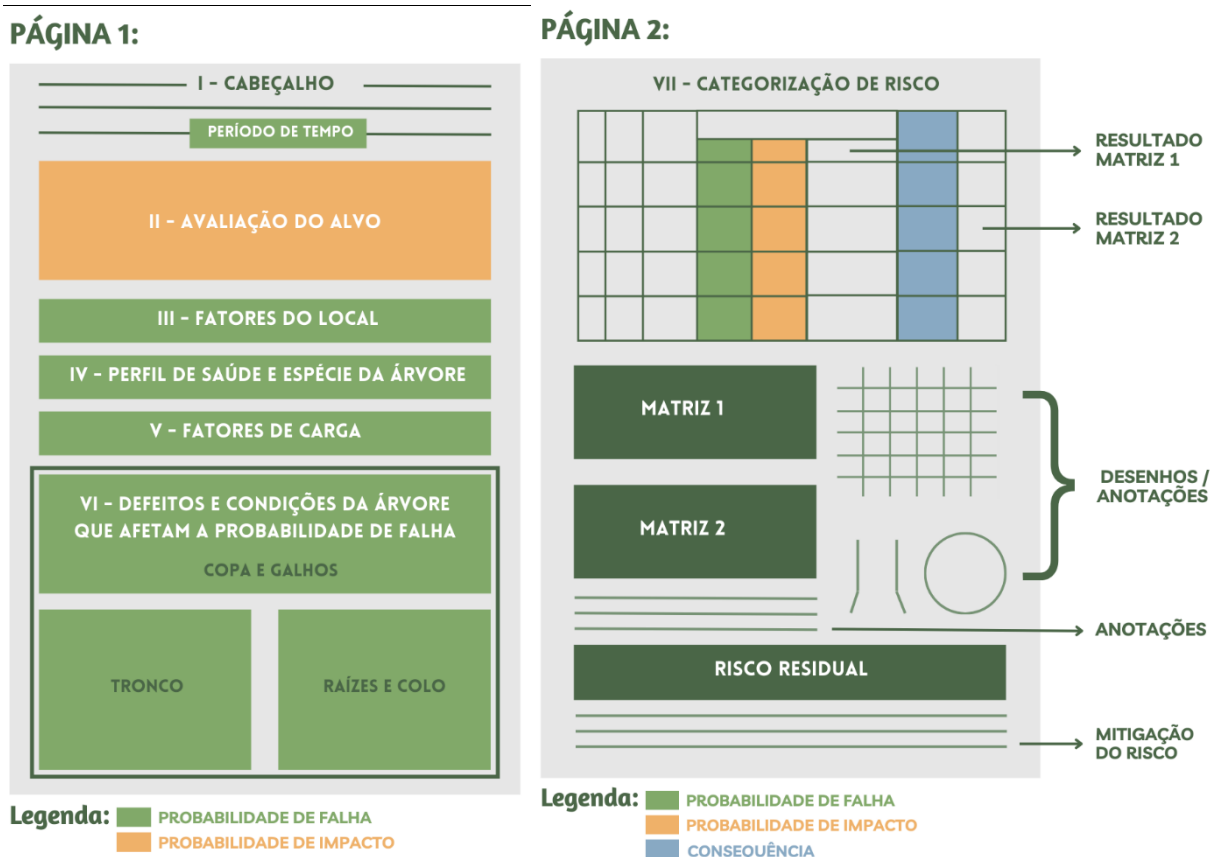 PÁGINA 1:
I - CABEÇALHO
PERÍODO DE TEMPO
II - AVALIAÇÃO DO ALVO
III - FATORES DO LOCAL
IV - PERFIL DE SAÚDE E ESPÉCIE DA ÁRVORE
V - FATORES DE CARGA
VI - DEFEITOS E CONDIÇÕES DA ÁRVORE
QUE AFETAM A PROBABILIDADE DE FALHA
COPA E GALHOS
TRONCO
RAÍZES E COLO
Legenda:
PROBABILIDADE DE FALHA
PROBABILIDADE DE IMPACTO
PÁGINA 2:
VII - CATEGORIZAÇÃO DE RISCO
RESULTADO
MATRIZ 1
RESULTADO
MATRIZ 2
MATRIZ 1
MATRIZ 2
DESENHOS /
ANOTAÇÕES
ANOTAÇÕES
RISCO RESIDUAL
MITIGAÇÃO
DO RISCO
Legenda:
PROBABILIDADE DE FALHA
PROBABILIDADE DE IMPACTO
CONSEQUÊNCIA